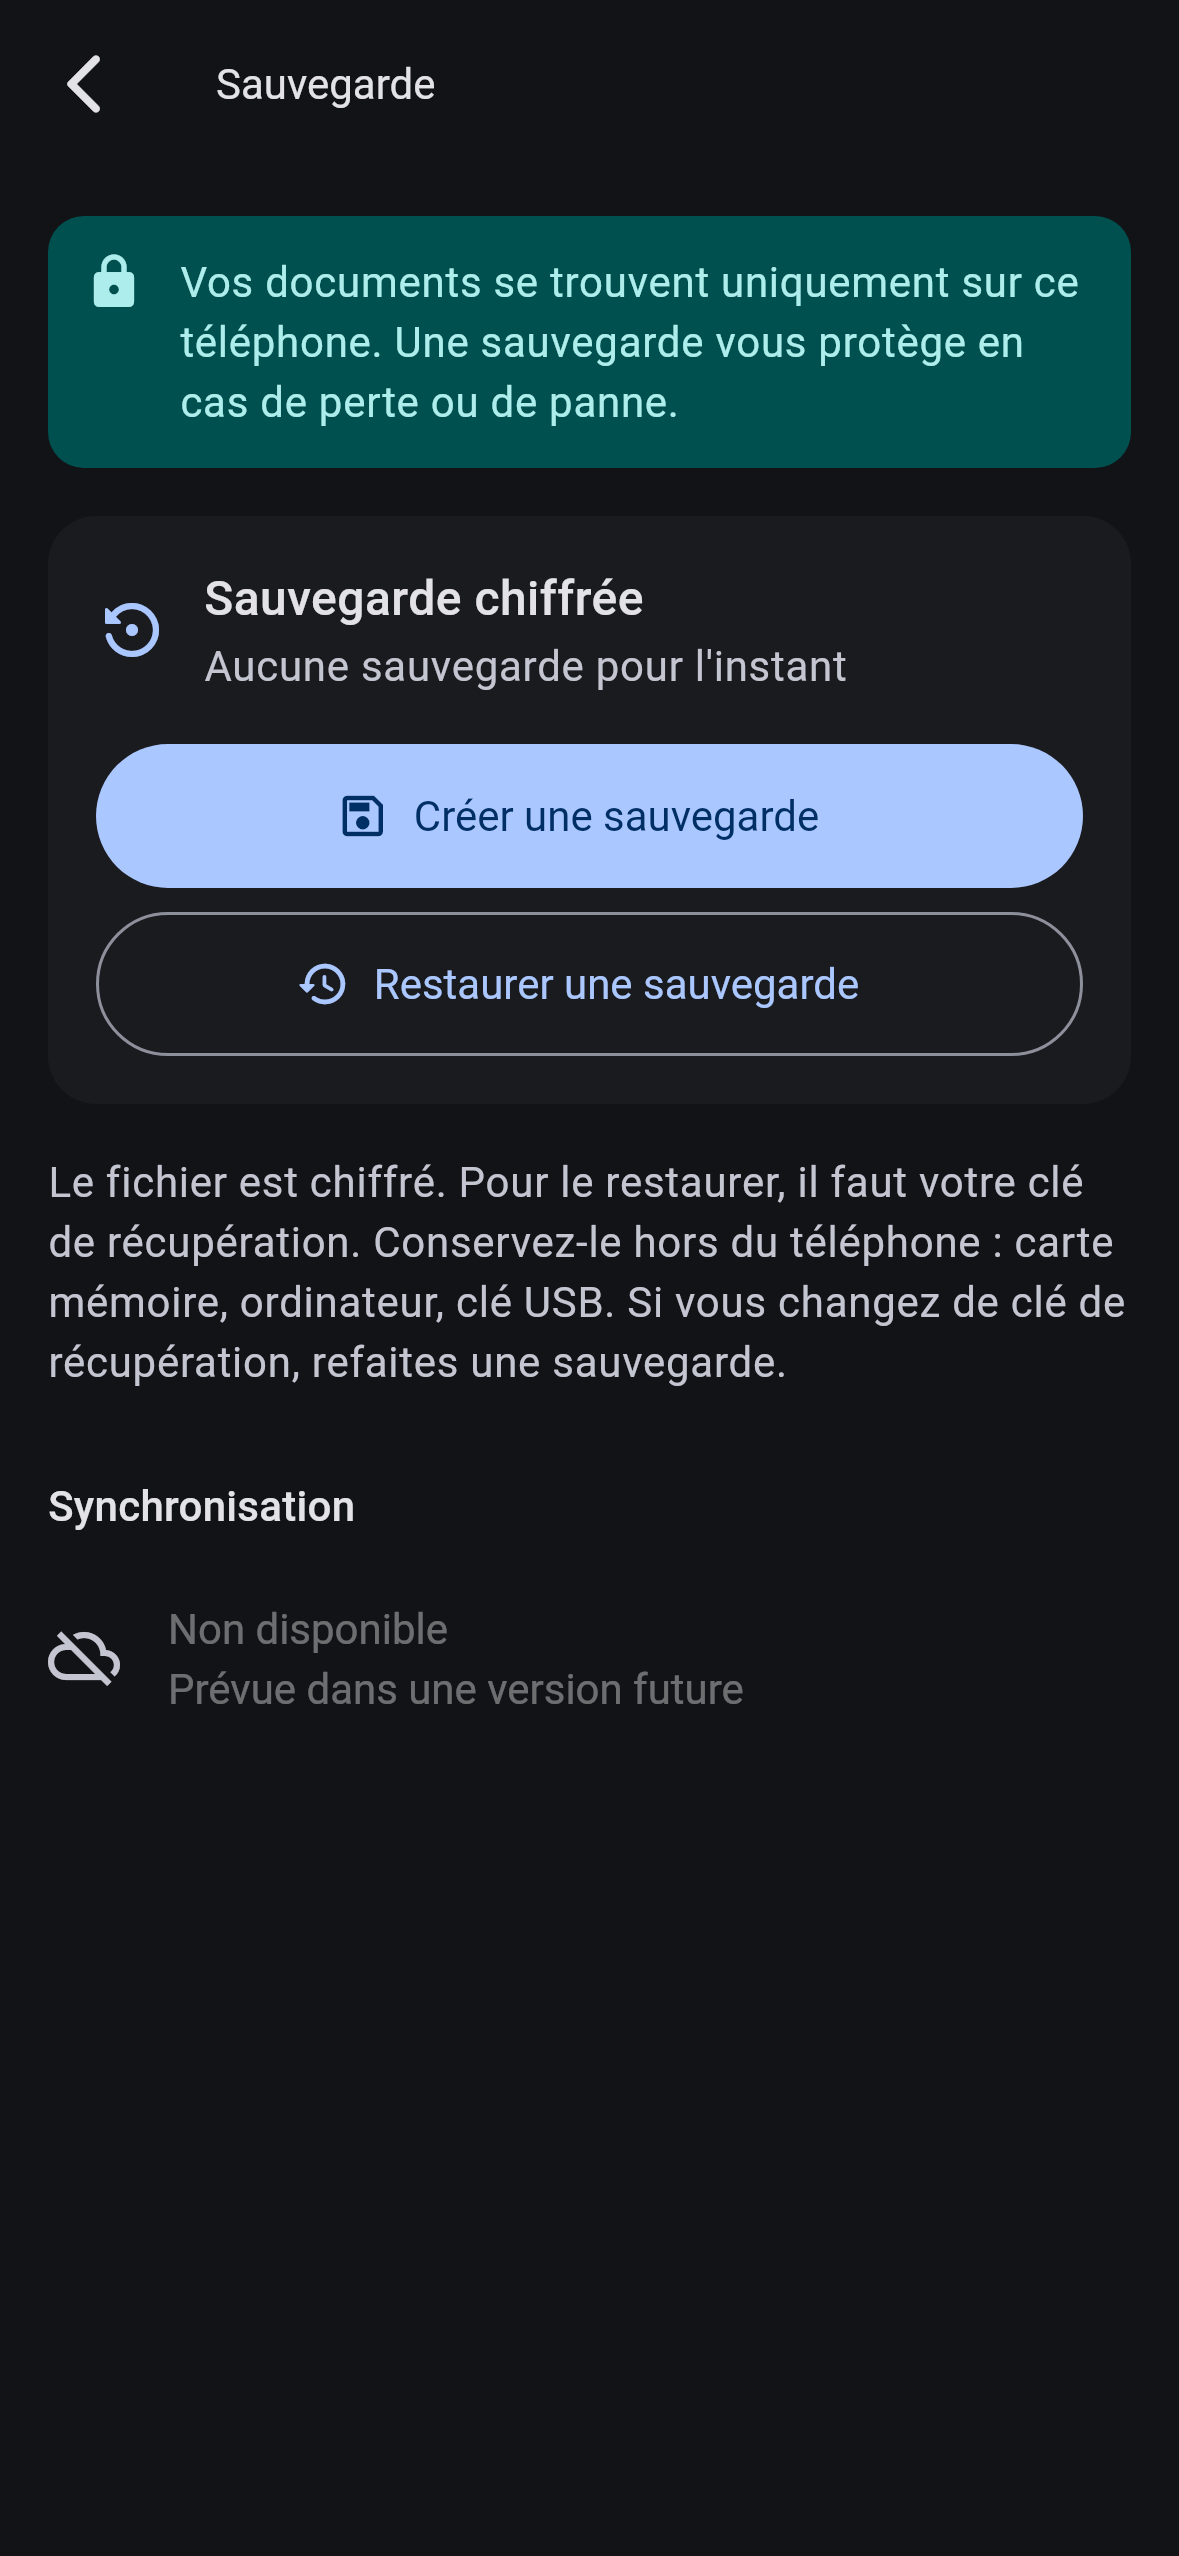 Sauvegarde
Vos documents se trouvent uniquement sur ce
téléphone. Une sauvegarde vous protège en
cas de perte ou de panne.
Sauvegarde chiffrée
Aucune sauvegarde pour l'instant
Créer une sauvegarde
Restaurer une sauvegarde
Le fichier est chiffré. Pour le restaurer, il faut votre clé
de récupération. Conservez-le hors du téléphone : carte
mémoire, ordinateur, clé USB. Si vous changez de clé de
récupération, refaites une sauvegarde.
Synchronisation
Non disponible
Prévue dans une version future